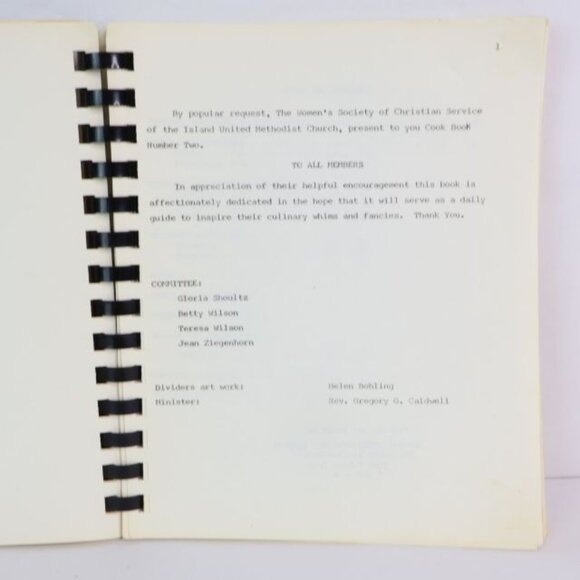 1
By popular request, The Women's Society of Christian Service
of the Island United Methodist Church, present to you Cook Book
Number Two.
TO ALL MEMBERS
In appreciation of their helpful encouragement this book is
affectionately dedicated in the hope that it will serve as a daily
guide to inspire their culinary whims and fancies. Thank You.
COMMITTEE:
Gloria Shoultz
Betty Wilson
Teresa Wilson
Jean Ziegenhorn
Dividers art work: Helen Bobling
Minister: Rev. Gregory G. Caldwell